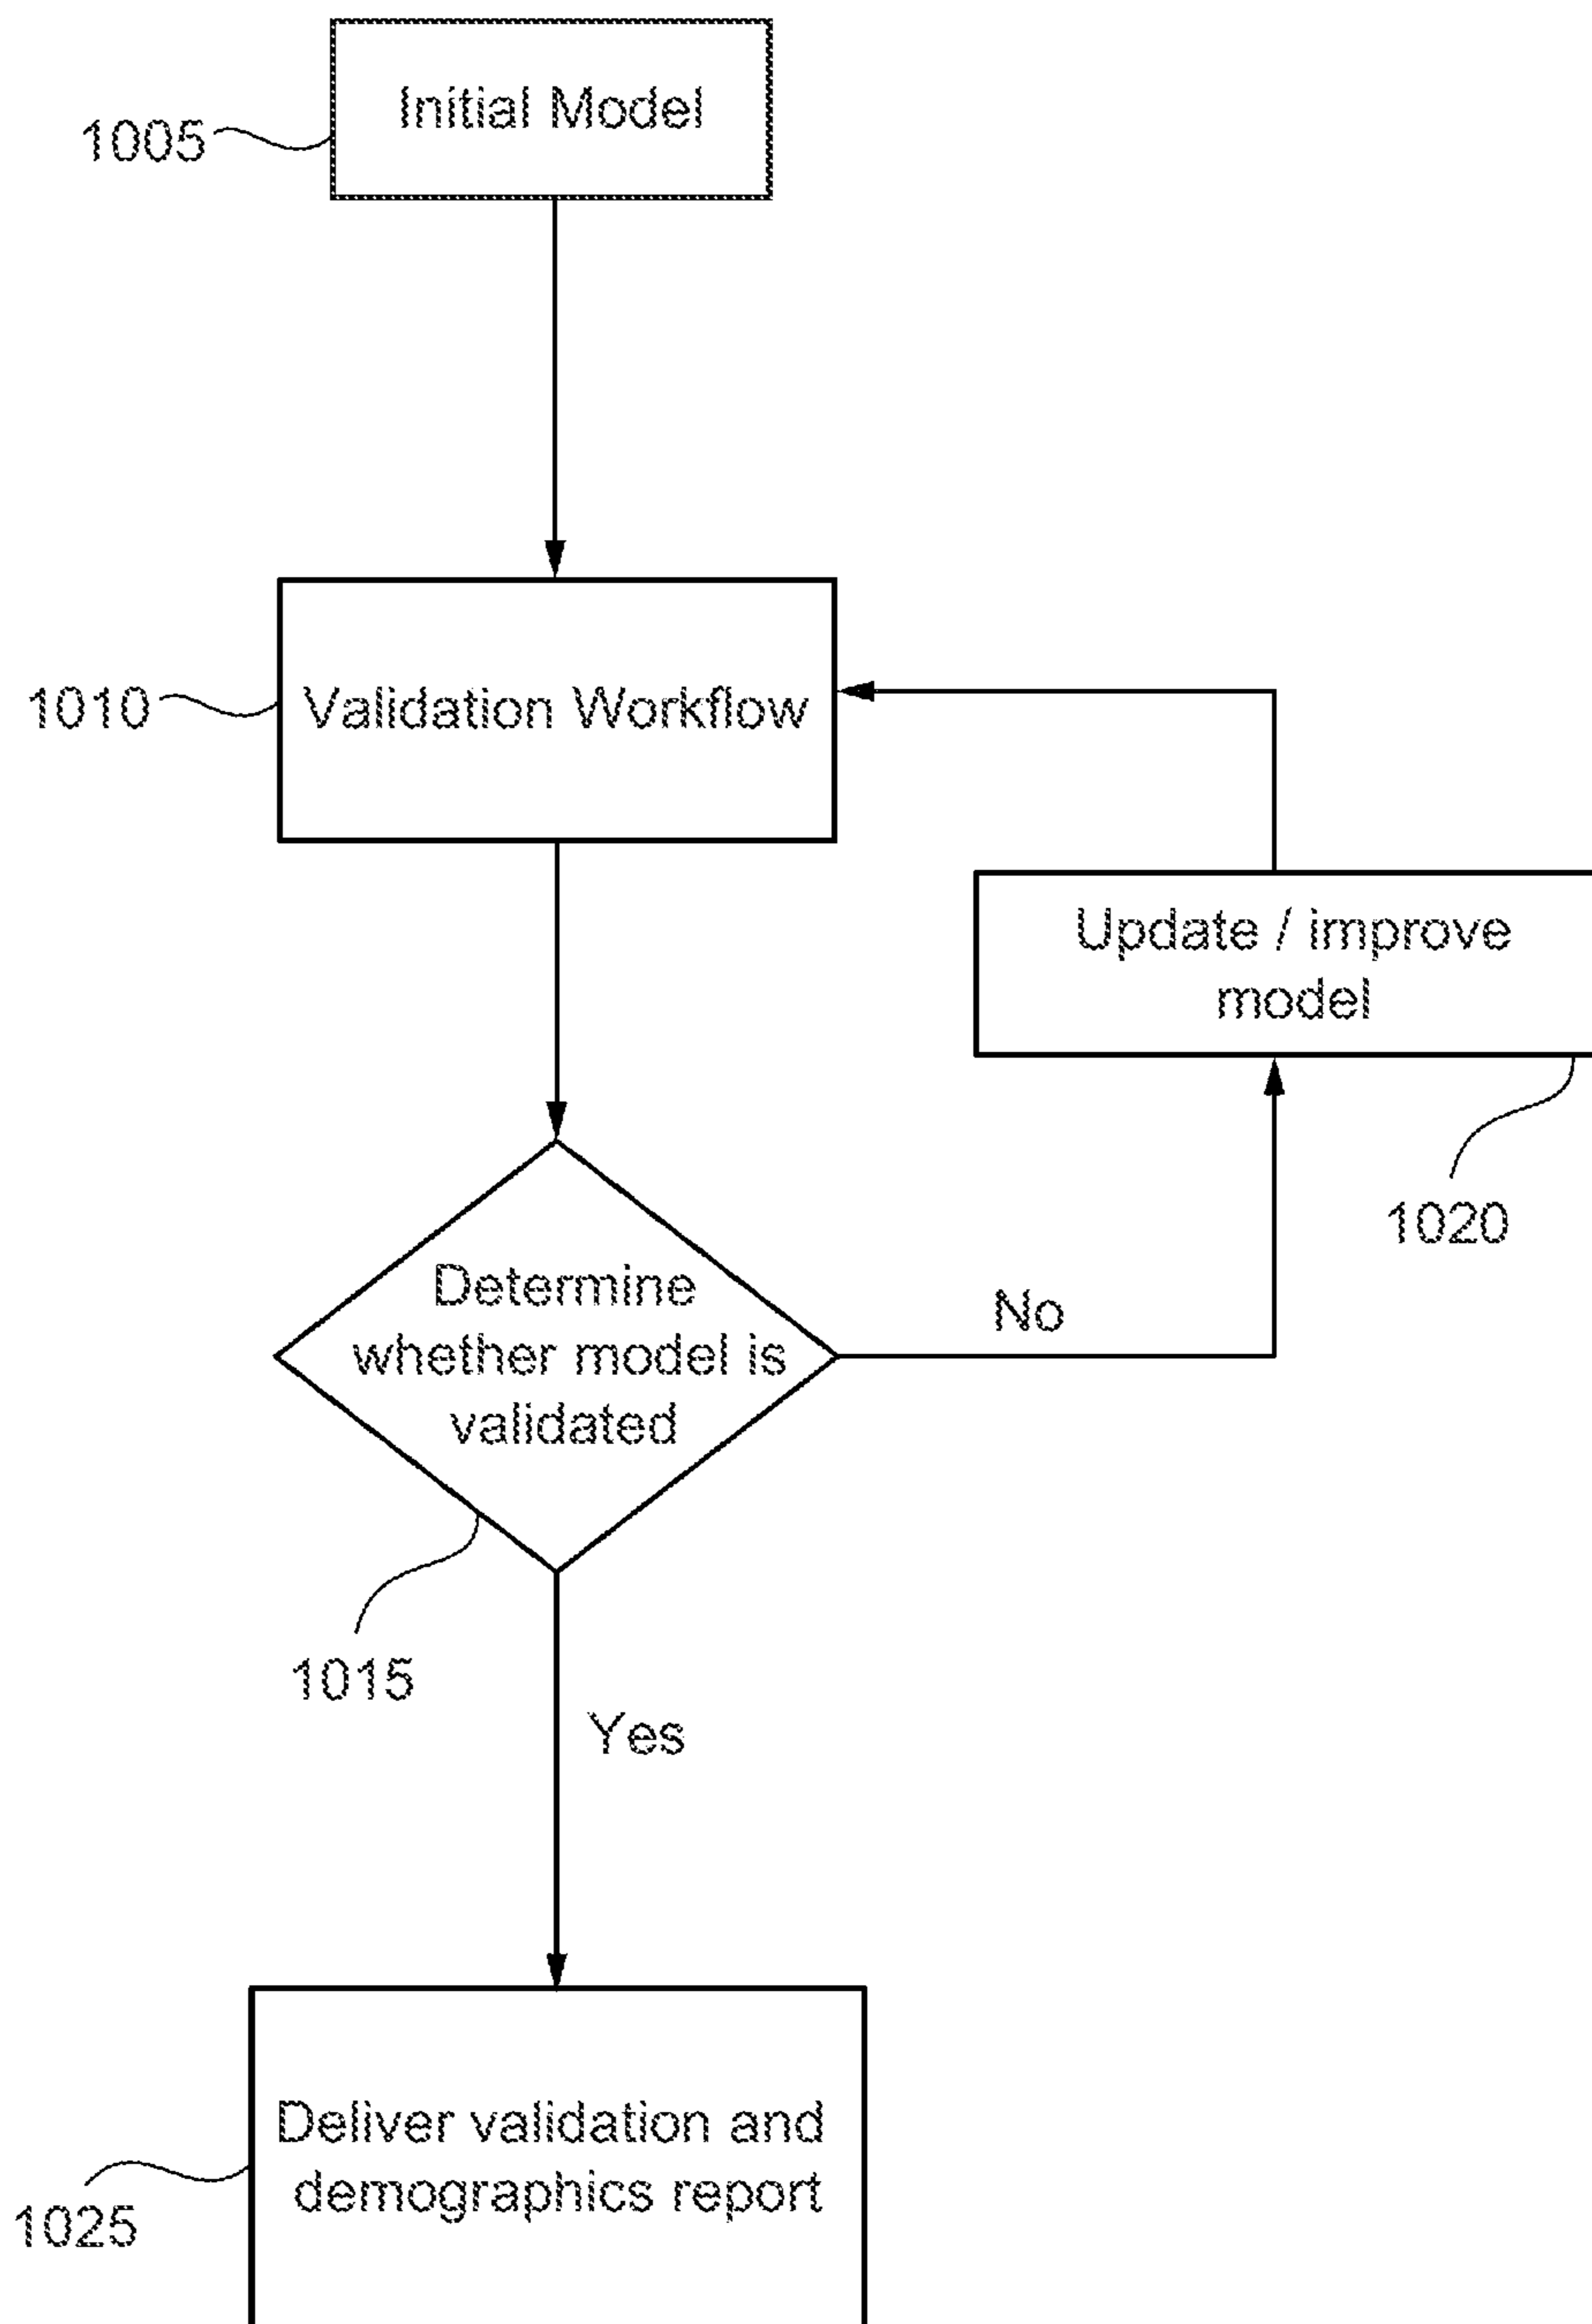 Initial Model
1005
1010
Validation Workflow
Update / improve
model
1020
Determine
whether model is
validated
No
1015
Yes
Deliver validation and
demographics report
1025